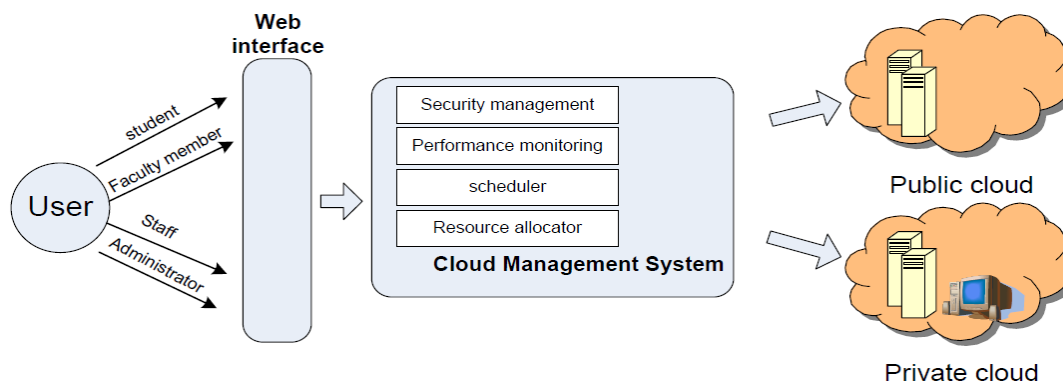 Web
interface
student
Faculty member
User
Staff
Administrator
Security management
Performance monitoring
scheduler
Resource allocator
Cloud Management System
Public cloud
Private cloud